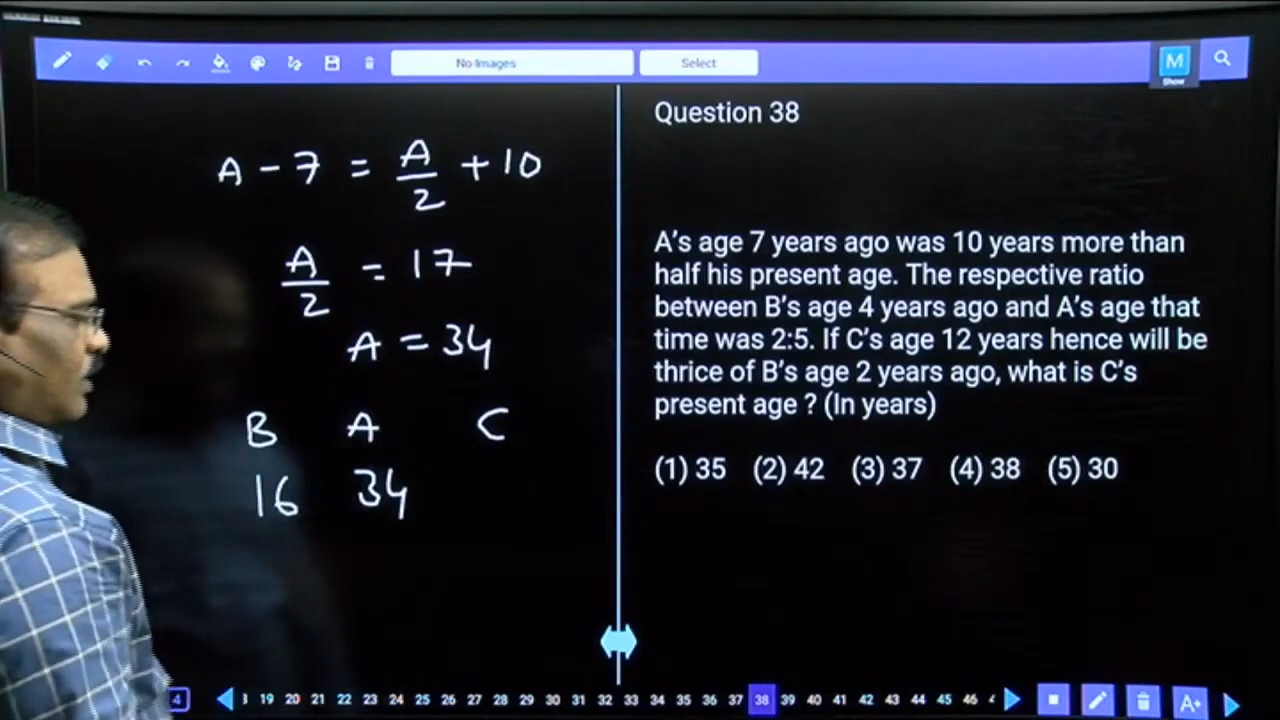 No Images Select M Show
Question 38
A - 7 = A/2 + 10
A/2 = 17
A = 34
B A C
16 34
A's age 7 years ago was 10 years more than
half his present age. The respective ratio
between B's age 4 years ago and A's age that
time was 2:5. If C's age 12 years hence will be
thrice of B's age 2 years ago, what is C's
present age ? (In years)
(1) 35 (2) 42 (3) 37 (4) 38 (5) 30
4 19 20 21 22 23 24 25 26 27 28 29 30 31 32 33 34 35 36 37 38 39 40 41 42 43 44 45 46 A+